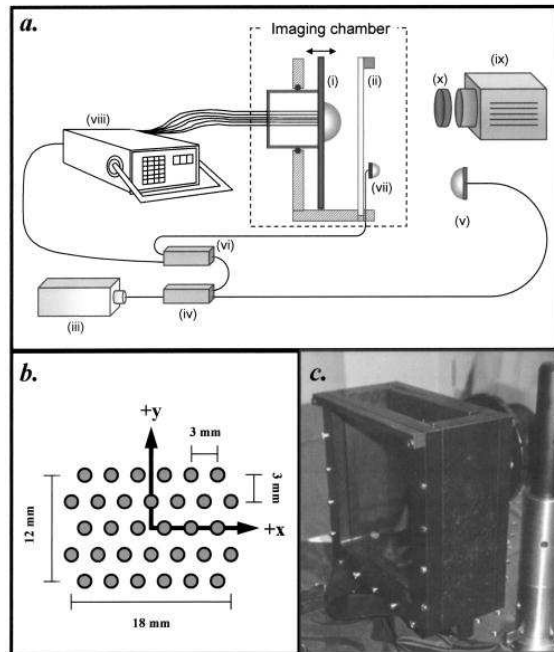 a.
Imaging chamber
(i)
(ii)
(ix)
(x)
(viii)
(vii)
(v)
(vi)
(iii)
(iv)
b.
+y
3 mm
3 mm
12 mm
+x
18 mm
c.